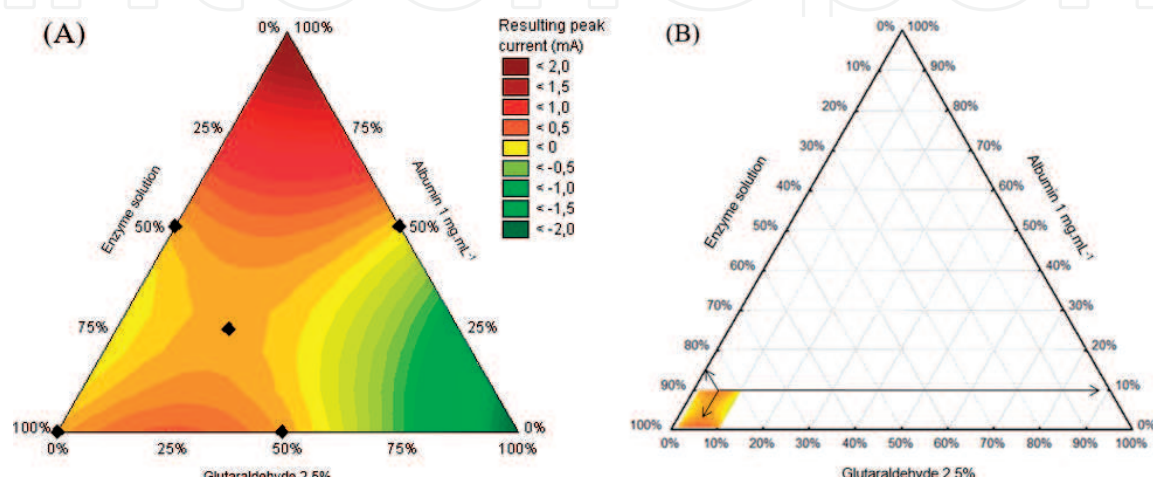 (A)
0% 100%
25% 75%
Enzyme solution
Albumin 1 mg.mL⁻¹
50% 50%
75% 25%
100% 0%
0% 25% 50% 75% 100%
Glutaraldehyde 2.5%
Resulting peak
current (mA)
< 2,0
< 1,5
< 1,0
< 0,5
< 0
< -0,5
< -1,0
< -1,5
< -2,0
(B)
0% 100%
10% 90%
20% 80%
30% 70%
Enzyme solution
Albumin 1 mg.mL⁻¹
40% 60%
50% 50%
60% 40%
70% 30%
80% 20%
90% 10%
100% 0%
0% 10% 20% 30% 40% 50% 60% 70% 80% 90% 100%
Glutaraldehyde 2.5%